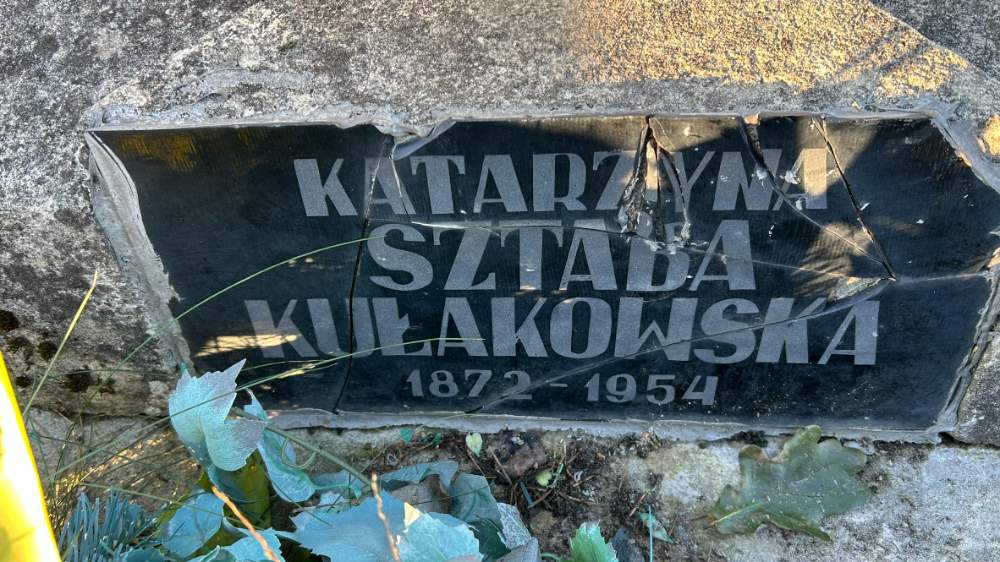 KATARZYNA
SZTABA
KUŁAKOWSKA
1872 - 1954